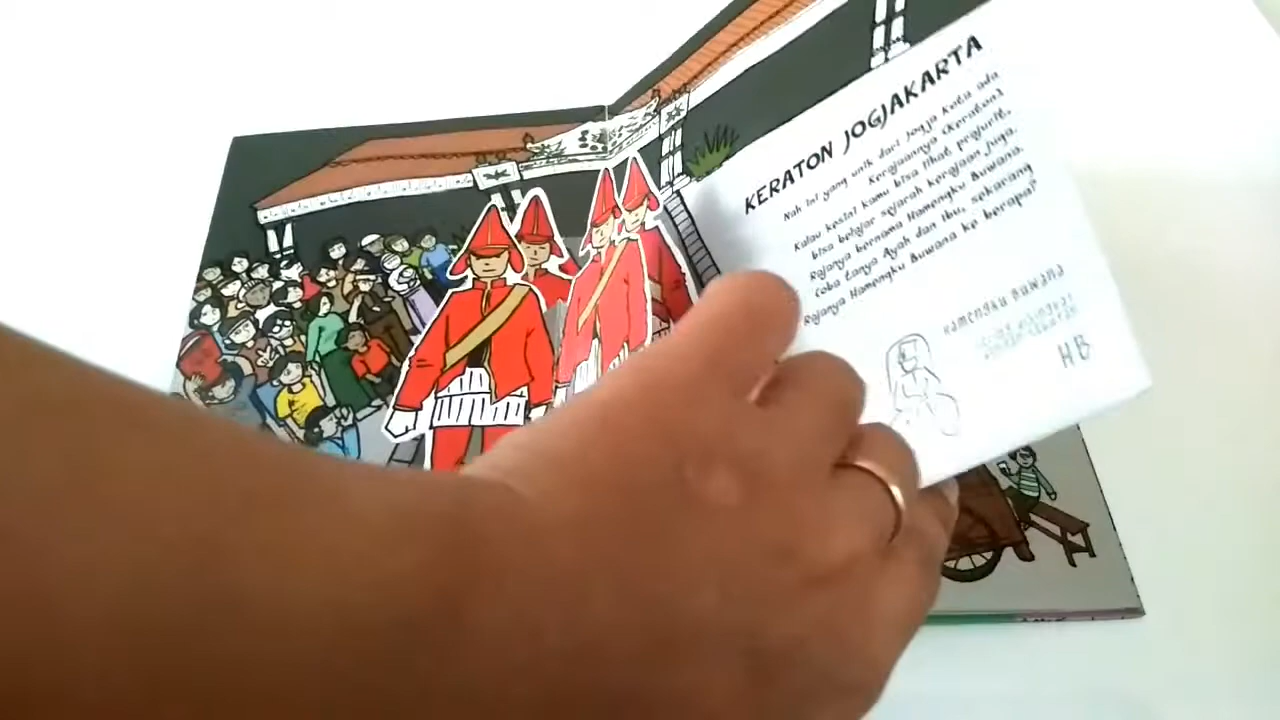 KERATON JOGJAKARTA
Nah ini yang unik dari Jogja Kota ada
Kerajaannya (Keraton)
Kalau kesini kamu bisa lihat prajurit,
bisa belajar sejarah kerajaan juga.
Rajanya bernama Hamengku Buwana.
Coba tanya Ayah dan Ibu, sekarang
Rajanya Hamengku Buwana ke berapa?
HAMENGKU BUWANA
HB